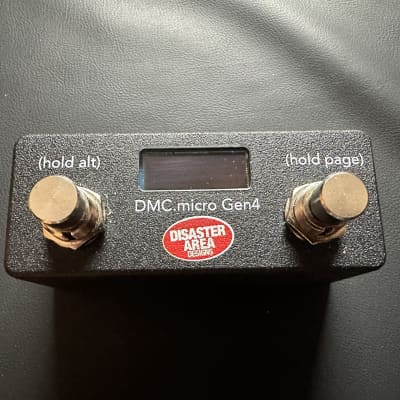 (hold alt)
(hold page)
DMC.micro Gen4
DISASTER
AREA
DESIGNS